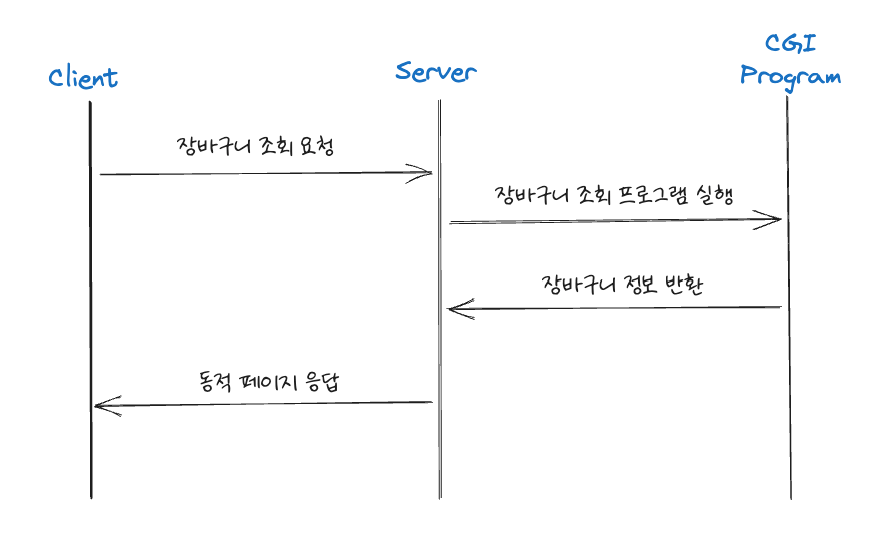 Client
Server
CGI
Program
장바구니 조회 요청
장바구니 조회 프로그램 실행
장바구니 정보 반환
동적 페이지 응답